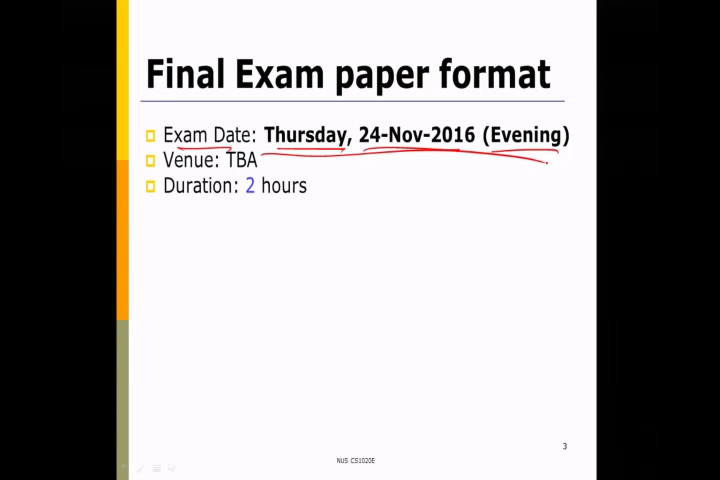 Final Exam paper format
Exam Date: Thursday, 24-Nov-2016 (Evening)
Venue: TBA
Duration: 2 hours
3
NUS CS1020E